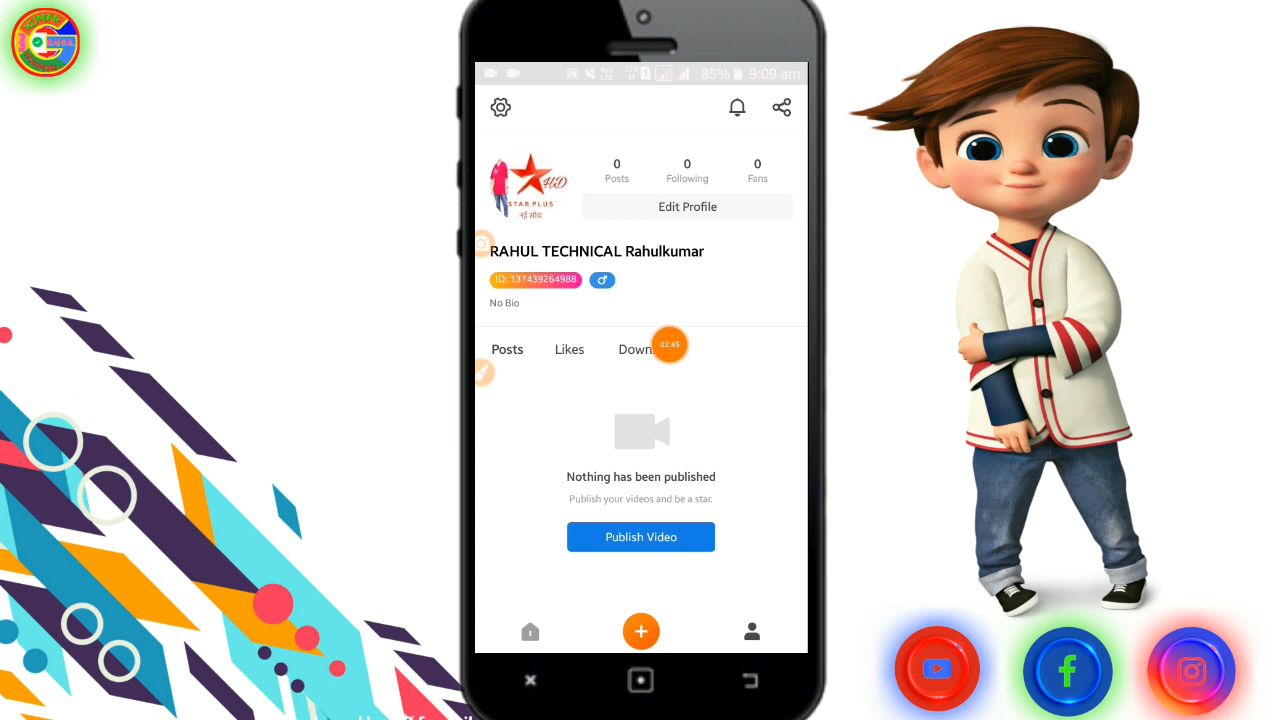 KUMAR
Rahul
85% 9:09 am
0 0 0
Posts Following Fans
Edit Profile
HD
STAR PLUS
नई सोच
RAHUL TECHNICAL Rahulkumar
ID: 137439264988
No Bio
Posts Likes Down
02:45
Nothing has been published
Publish your videos and be a star.
Publish Video